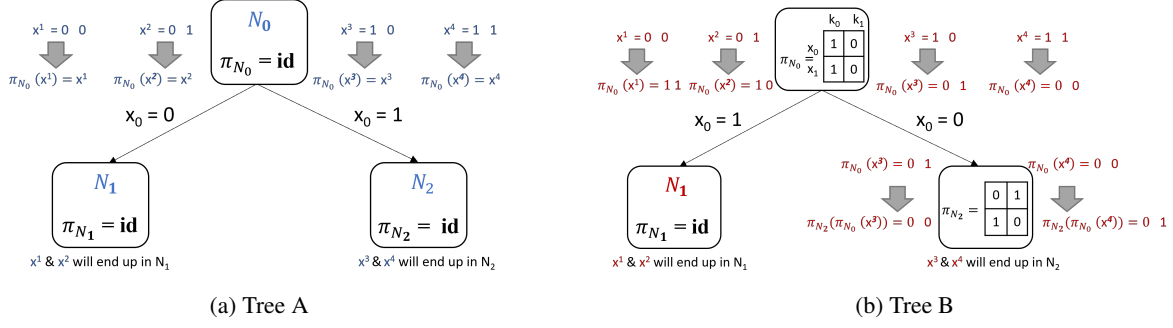 x¹ = 0 0
x² = 0 1
N₀
π_N₀ = id
x³ = 1 0
x⁴ = 1 1
π_N₀ (x¹) = x¹
π_N₀ (x²) = x²
π_N₀ (x³) = x³
π_N₀ (x⁴) = x⁴
x₀ = 0
x₀ = 1
N₁
π_N₁ = id
N₂
π_N₂ = id
x¹ & x² will end up in N₁
x³ & x⁴ will end up in N₂
(a) Tree A
x¹ = 0 0
x² = 0 1
k₀ k₁
x₀ 1 0
π_N₀ =
x₁ 1 0
x³ = 1 0
x⁴ = 1 1
π_N₀ (x¹) = 1 1
π_N₀ (x²) = 1 0
π_N₀ (x³) = 0 1
π_N₀ (x⁴) = 0 0
x₀ = 1
x₀ = 0
N₁
π_N₁ = id
π_N₀ (x³) = 0 1
π_N₀ (x⁴) = 0 0
π_N₂ =
0 1
1 0
π_N₂(π_N₀ (x³)) = 0 0
π_N₂(π_N₀ (x⁴)) = 0 1
x¹ & x² will end up in N₁
x³ & x⁴ will end up in N₂
(b) Tree B